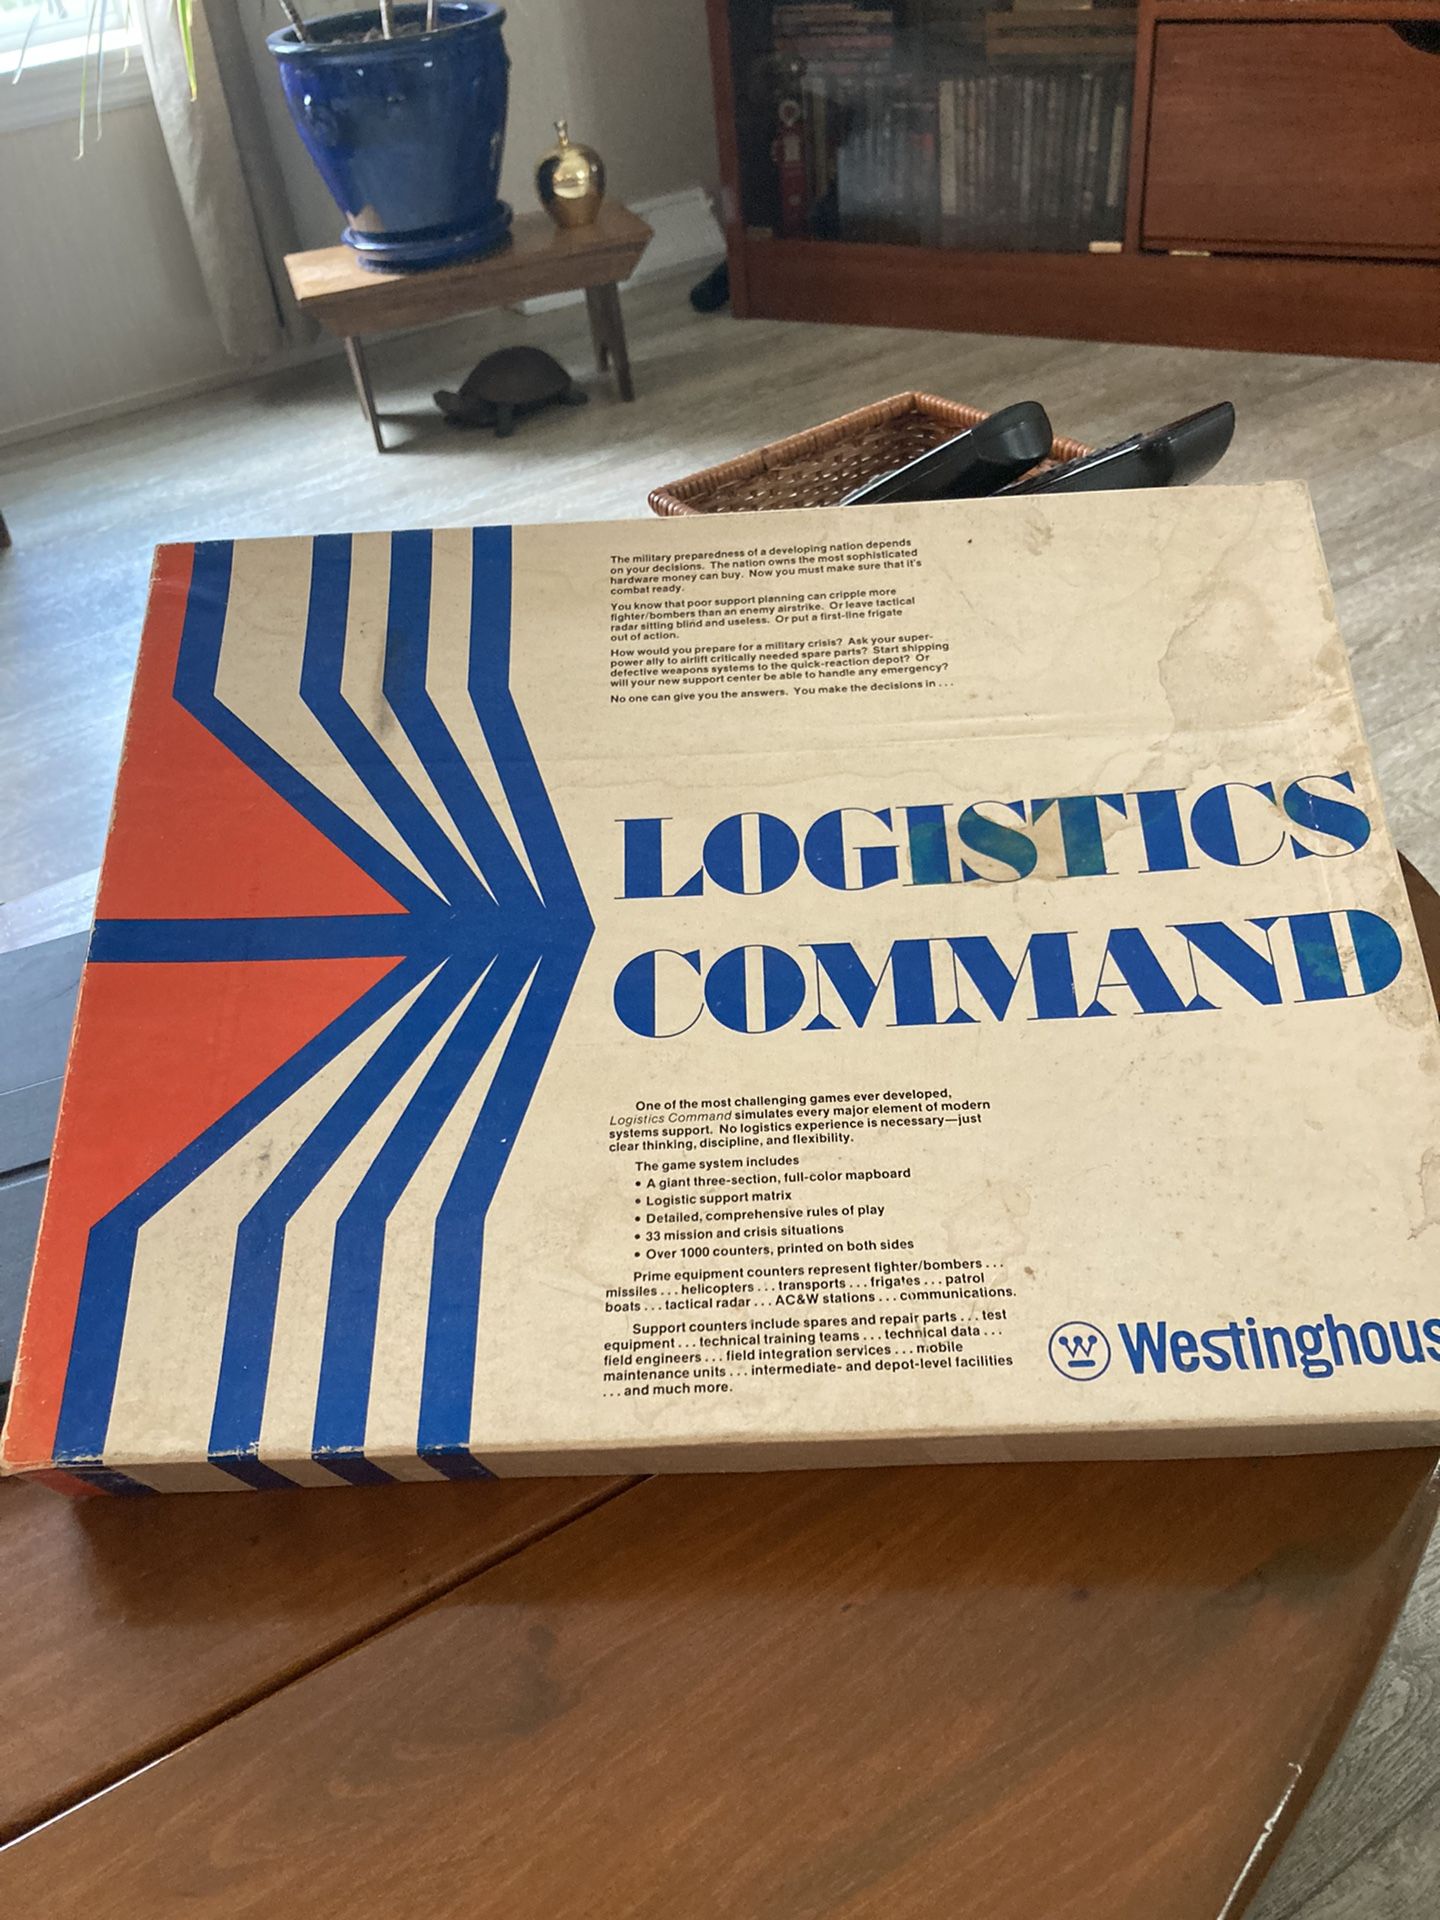 The military preparedness of a developing nation depends
on your decisions. The nation owns the most sophisticated
hardware money can buy. Now you must make sure that it's
combat ready.
You know that poor support planning can cripple more
fighter/bombers than an enemy airstrike. Or leave tactical
radar sitting blind and useless. Or put a first-line frigate
out of action.
How would you prepare for a military crisis? Ask your super-
power ally to airlift critically needed spare parts? Start shipping
defective weapons systems to the quick-reaction depot? Or
will your new support center be able to handle any emergency?
No one can give you the answers. You make the decisions in . . .
LOGISTICS
COMMAND
One of the most challenging games ever developed,
Logistics Command simulates every major element of modern
systems support. No logistics experience is necessary—just
clear thinking, discipline, and flexibility.
The game system includes
• A giant three-section, full-color mapboard
• Logistic support matrix
• Detailed, comprehensive rules of play
• 33 mission and crisis situations
• Over 1000 counters, printed on both sides
Prime equipment counters represent fighter/bombers . . .
missiles . . . helicopters . . . transports . . . frigates . . . patrol
boats . . . tactical radar . . . AC&W stations . . . communications.
Support counters include spares and repair parts . . . test
equipment . . . technical training teams . . . technical data . . .
field engineers . . . field integration services . . . mobile
maintenance units . . . intermediate- and depot-level facilities
. . . and much more.
W Westinghous